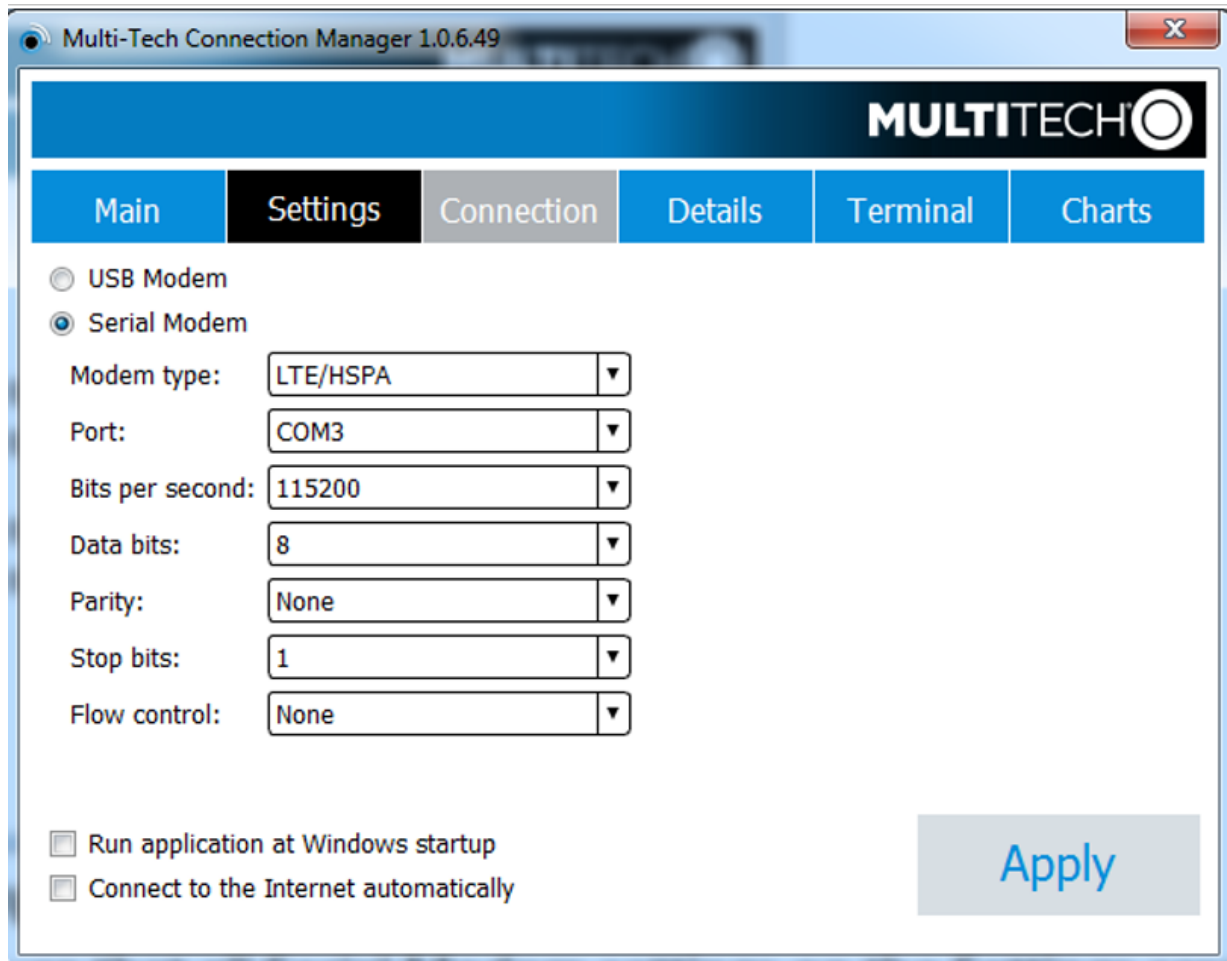 Multi-Tech Connection Manager 1.0.6.49
MULTITECH
Main Settings Connection Details Terminal Charts
USB Modem
Serial Modem
Modem type: LTE/HSPA
Port: COM3
Bits per second: 115200
Data bits: 8
Parity: None
Stop bits: 1
Flow control: None
Run application at Windows startup
Connect to the Internet automatically
Apply